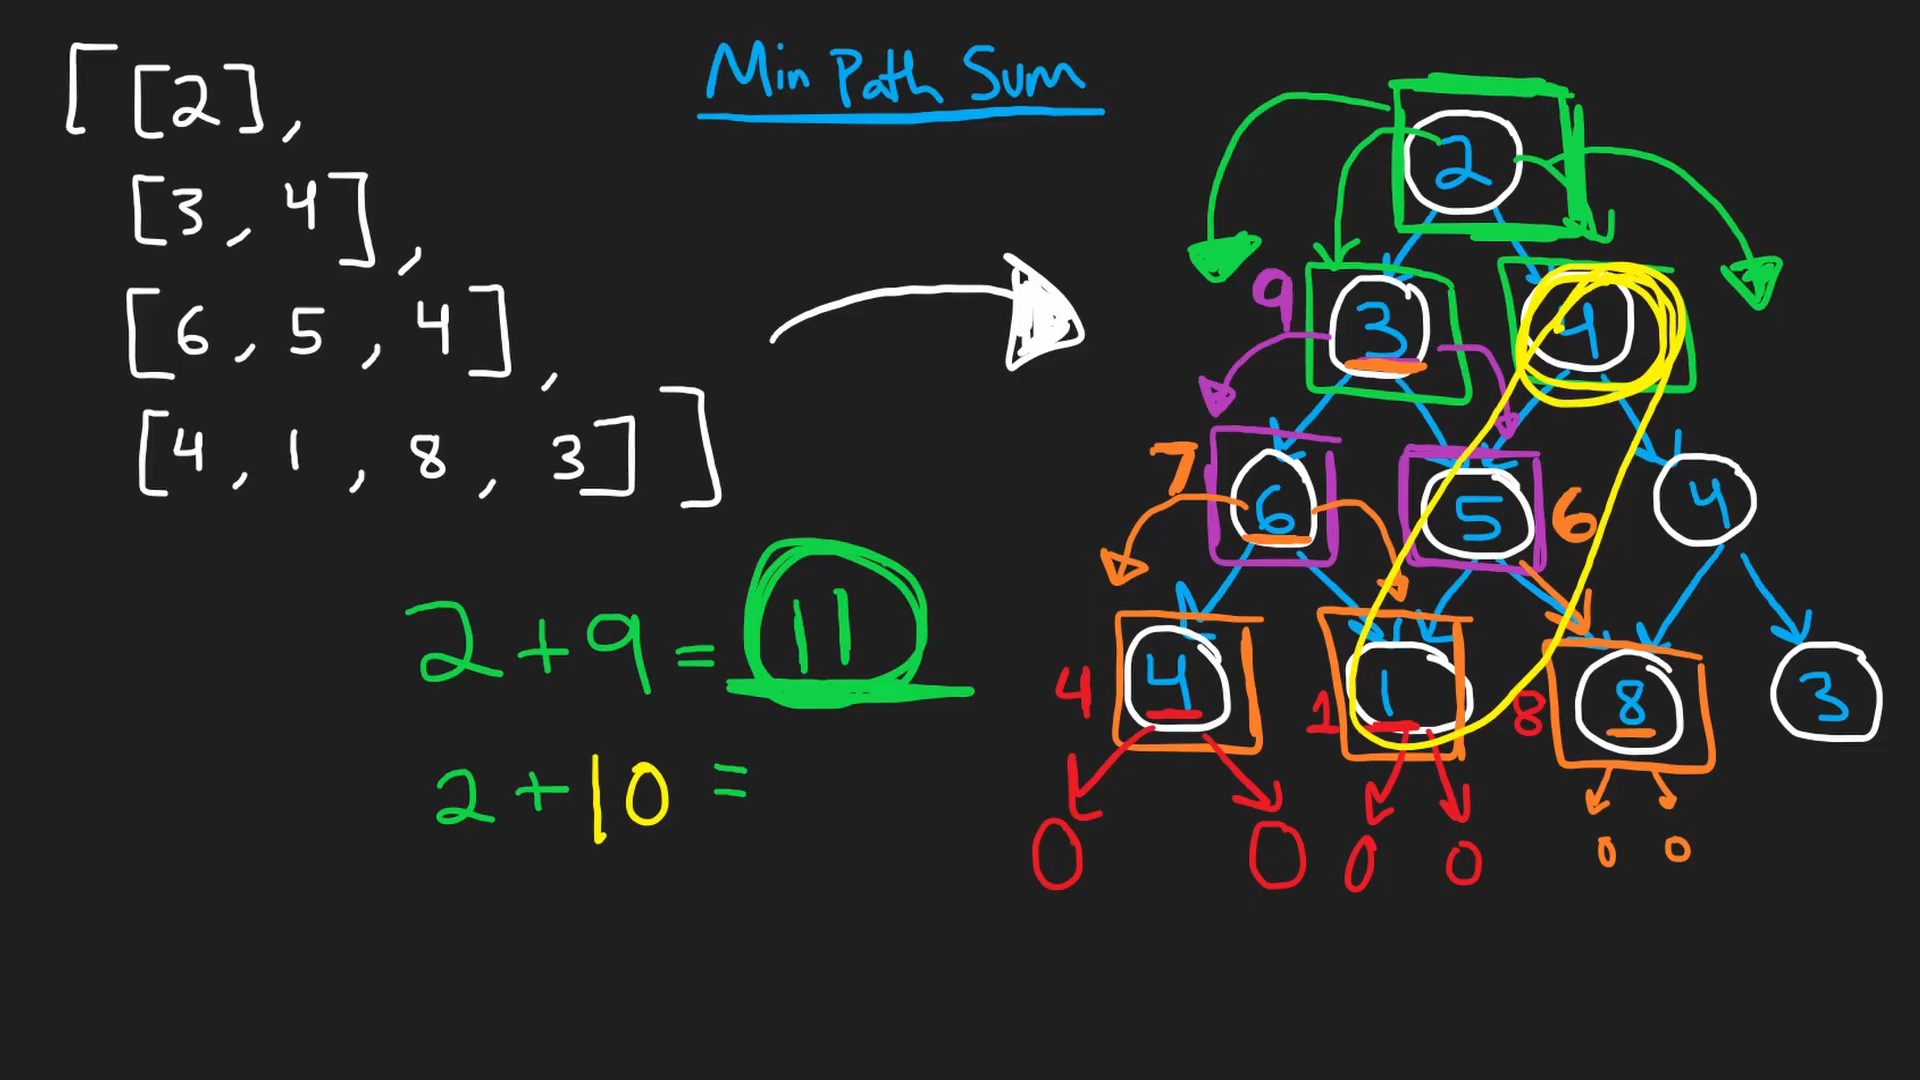 Min Path Sum
[ [2],
[3, 4],
[6, 5, 4],
[4, 1, 8, 3] ]
2 + 9 = 11
2 + 10 =
2
9 3 4
7 6 5 6 4
4 4 1 1 8 8 3
0 0 0 0 0 0